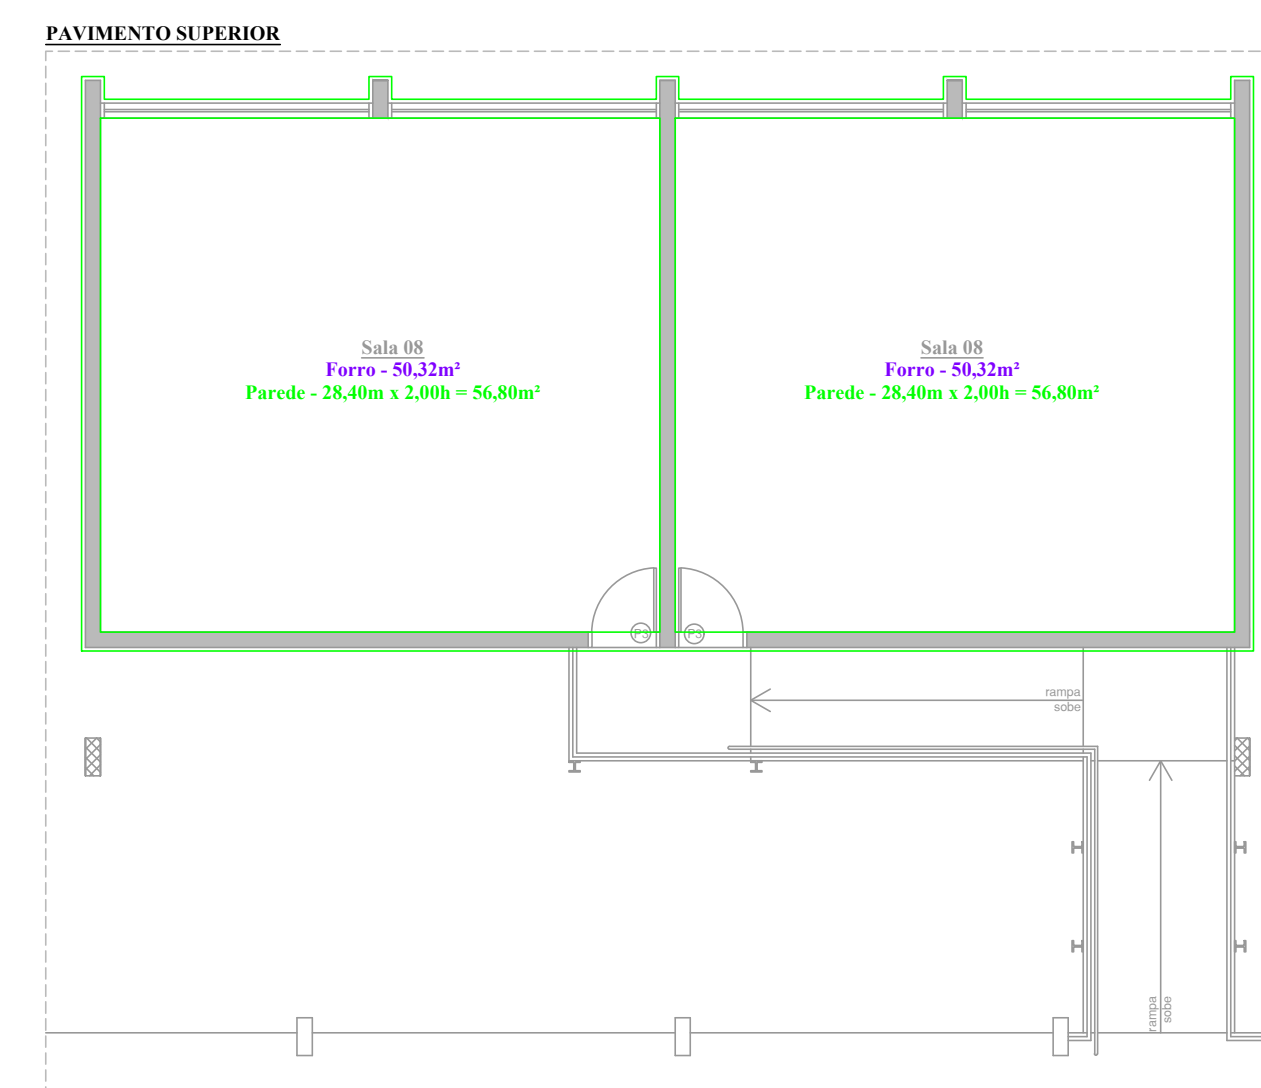 PAVIMENTO SUPERIOR
Sala 08
Forro - 50,32m²
Parede - 28,40m x 2,00h = 56,80m²
Sala 08
Forro - 50,32m²
Parede - 28,40m x 2,00h = 56,80m²
P3
P3
rampa
sobe
rampa
sobe